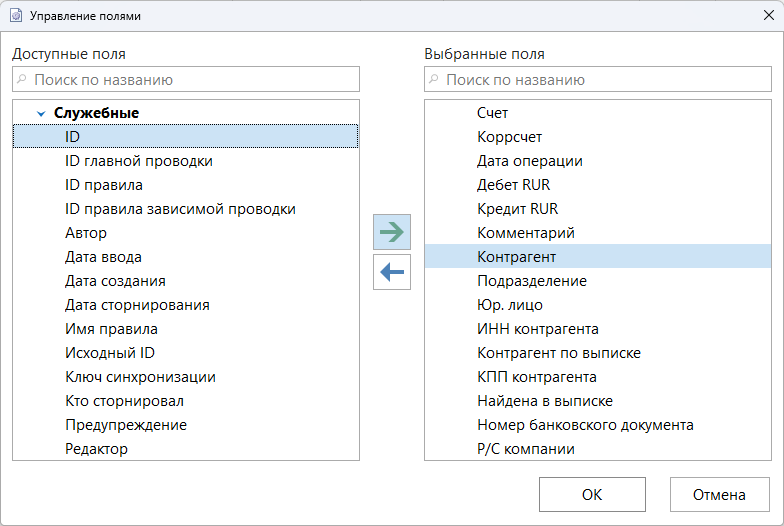 Управление полями
Доступные поля
Поиск по названию
Служебные
ID
ID главной проводки
ID правила
ID правила зависимой проводки
Автор
Дата ввода
Дата создания
Дата сторнирования
Имя правила
Исходный ID
Ключ синхронизации
Кто сторнировал
Предупреждение
Редактор
Выбранные поля
Поиск по названию
Счет
Коррсчет
Дата операции
Дебет RUR
Кредит RUR
Комментарий
Контрагент
Подразделение
Юр. лицо
ИНН контрагента
Контрагент по выписке
КПП контрагента
Найдена в выписке
Номер банковского документа
Р/С компании
ОК
Отмена